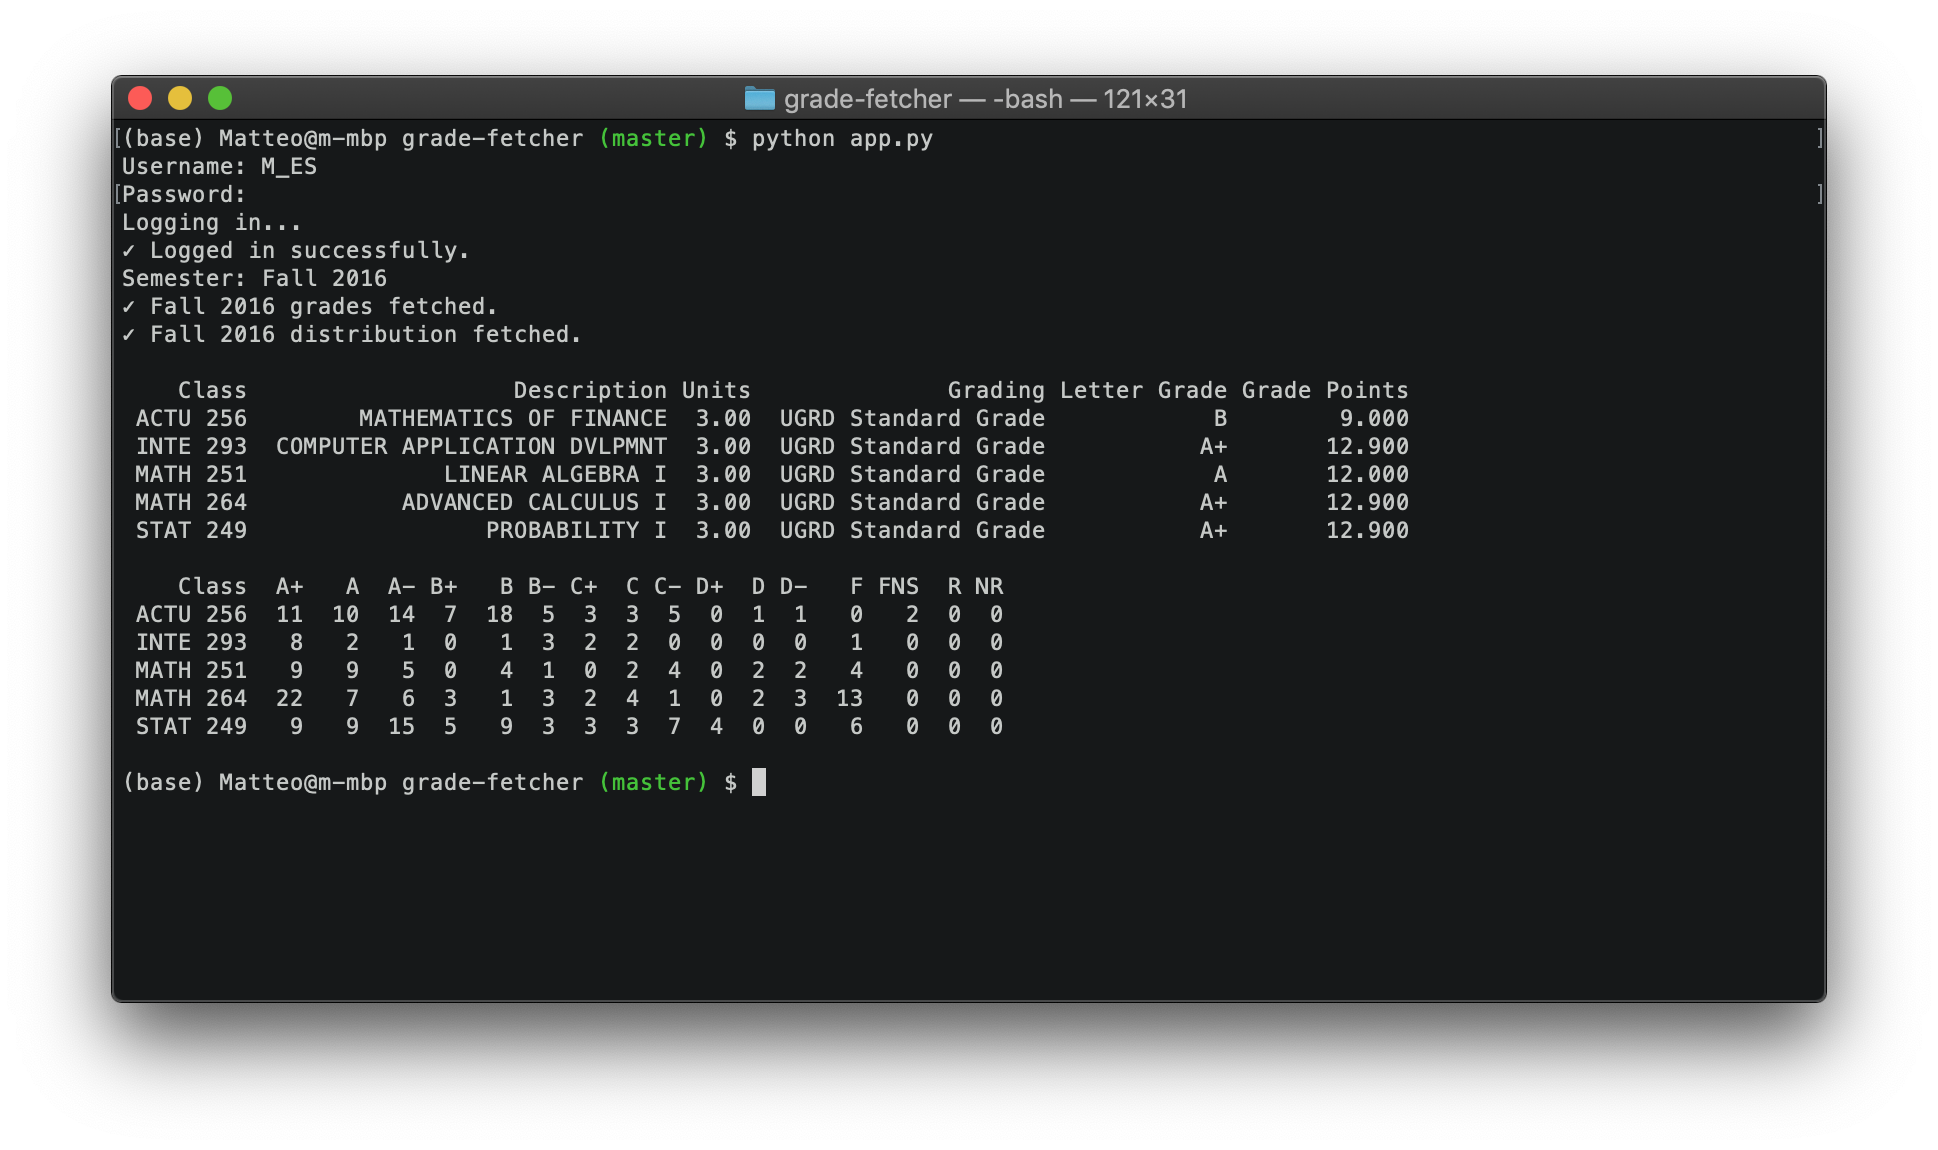 grade-fetcher — -bash — 121×31
(base) Matteo@m-mbp grade-fetcher (master) $ python app.py
Username: M_ES
Password:
Logging in...
✓ Logged in successfully.
Semester: Fall 2016
✓ Fall 2016 grades fetched.
✓ Fall 2016 distribution fetched.
Class Description Units Grading Letter Grade Grade Points
ACTU 256 MATHEMATICS OF FINANCE 3.00 UGRD Standard Grade B 9.000
INTE 293 COMPUTER APPLICATION DVLPMNT 3.00 UGRD Standard Grade A+ 12.900
MATH 251 LINEAR ALGEBRA I 3.00 UGRD Standard Grade A 12.000
MATH 264 ADVANCED CALCULUS I 3.00 UGRD Standard Grade A+ 12.900
STAT 249 PROBABILITY I 3.00 UGRD Standard Grade A+ 12.900
Class A+ A A- B+ B B- C+ C C- D+ D D- F FNS R NR
ACTU 256 11 10 14 7 18 5 3 3 5 0 1 1 0 2 0 0
INTE 293 8 2 1 0 1 3 2 2 0 0 0 0 1 0 0 0
MATH 251 9 9 5 0 4 1 0 2 4 0 2 2 4 0 0 0
MATH 264 22 7 6 3 1 3 2 4 1 0 2 3 13 0 0 0
STAT 249 9 9 15 5 9 3 3 3 7 4 0 0 6 0 0 0
(base) Matteo@m-mbp grade-fetcher (master) $